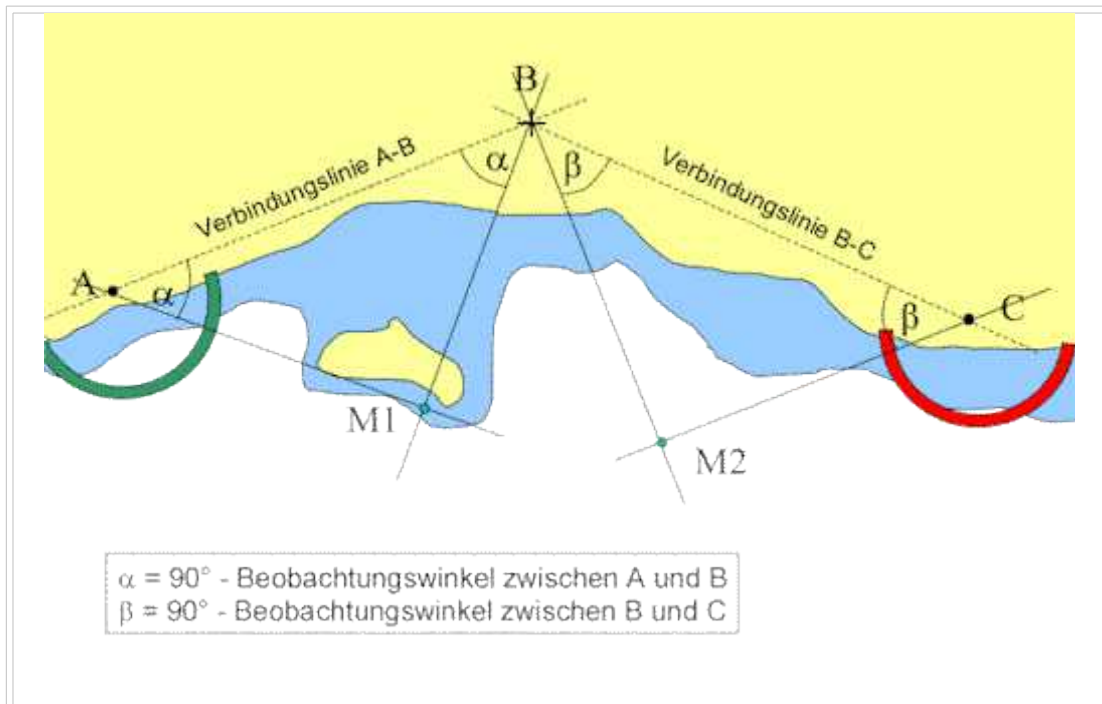 B
Verbindungslinie A-B
α
β
Verbindungslinie B-C
A
α
β
C
M1
M2
α = 90° - Beobachtungswinkel zwischen A und B
β = 90° - Beobachtungswinkel zwischen B und C